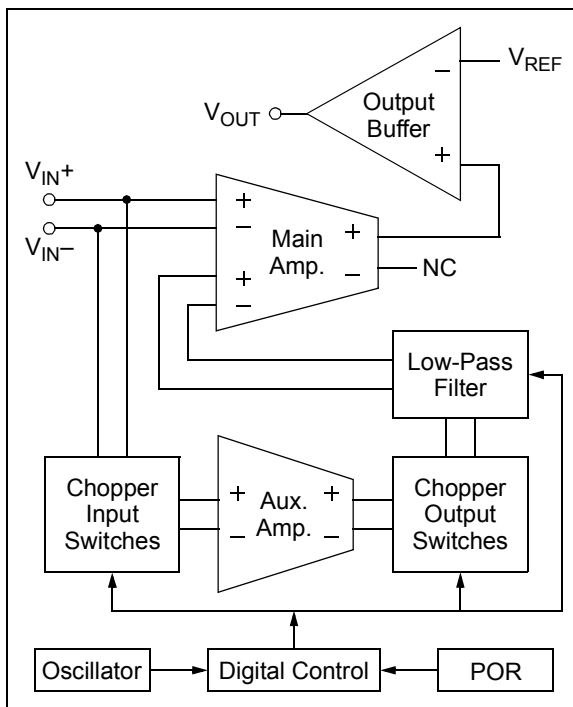 V_REF
Output
Buffer
V_OUT
+
−
V_IN+
V_IN−
+
−
+
−
Main
Amp.
+
−
NC
Low-Pass
Filter
Chopper
Input
Switches
+
−
Aux.
Amp.
+
−
Chopper
Output
Switches
Oscillator
Digital Control
POR